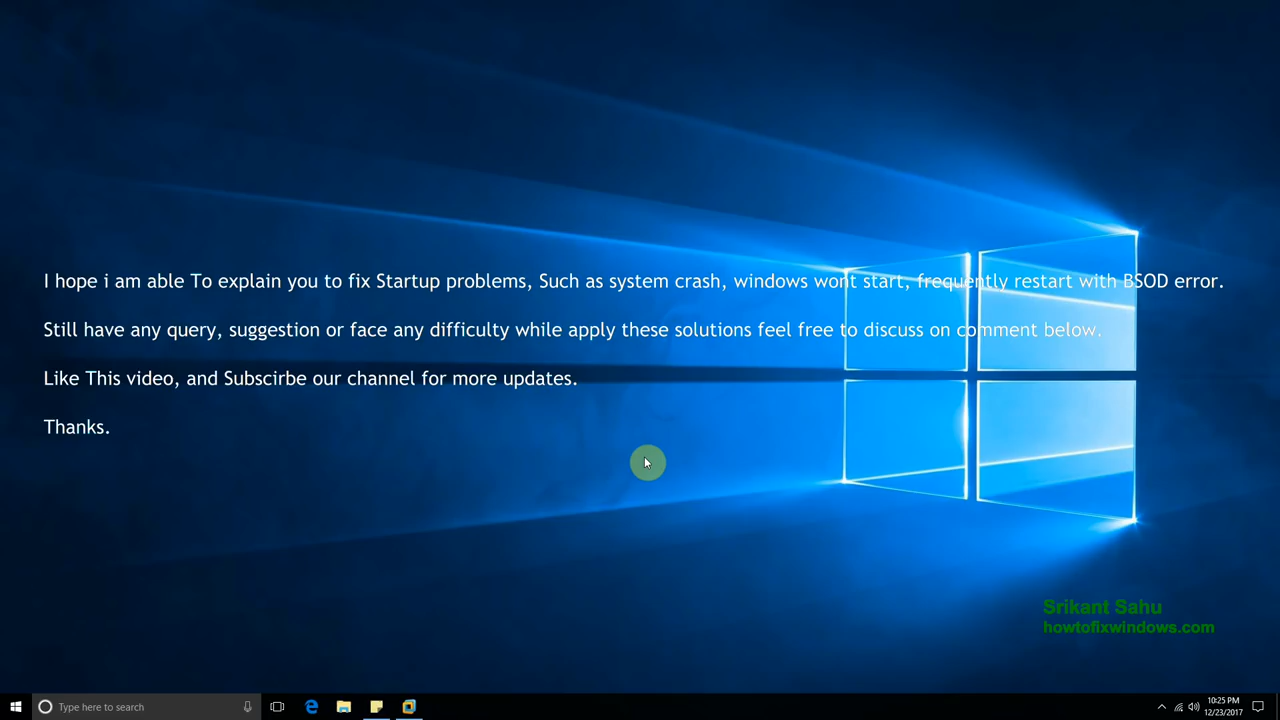 I hope i am able To explain you to fix Startup problems, Such as system crash, windows wont start, frequently restart with BSOD error.
Still have any query, suggestion or face any difficulty while apply these solutions feel free to discuss on comment below.
Like This video, and Subscirbe our channel for more updates.
Thanks.
Srikant Sahu
howtofixwindows.com
Type here to search
10:25 PM
12/23/2017